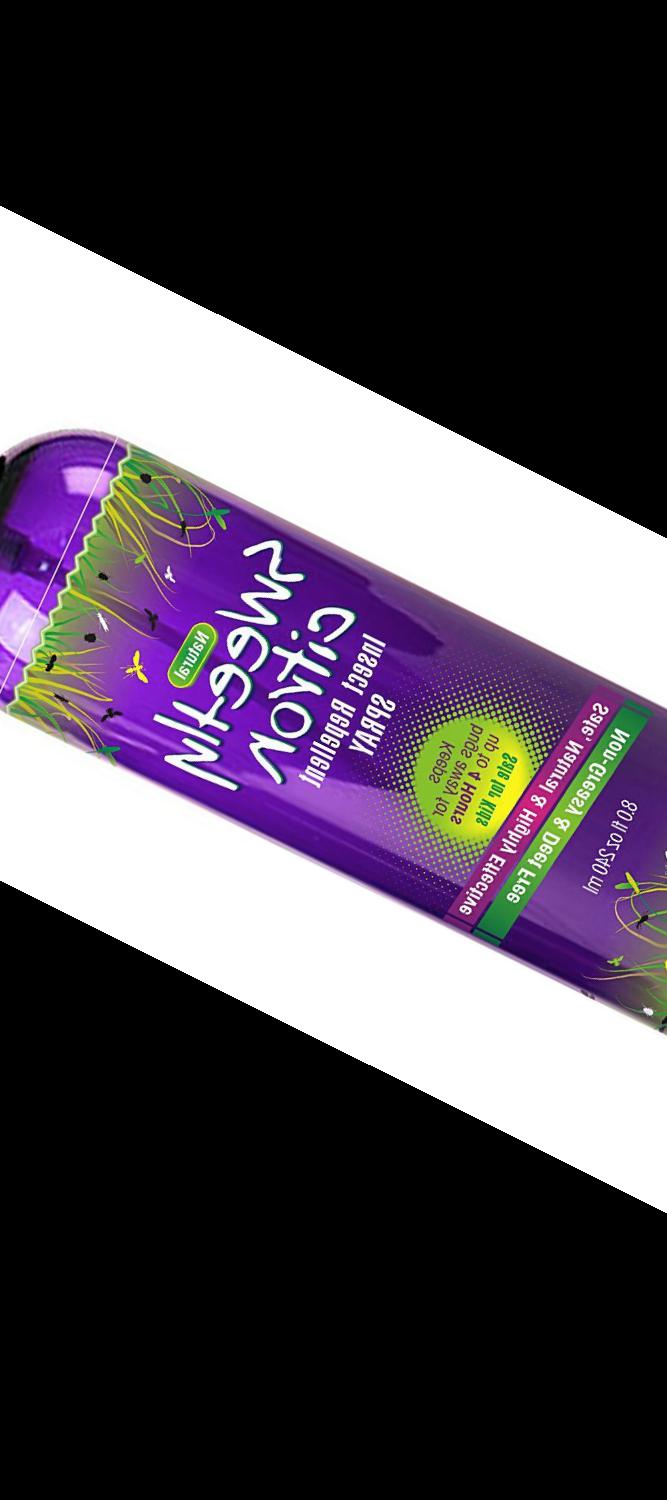 Natural
SWeetIN
CitrON
Insect Repellent
SPRAY
Keeps
bugs away for
up to 4 Hours
Safe for Kids
Safe, Natural & Highly Effective
Non-Greasy & Deet Free
8.0 fl oz 240 ml